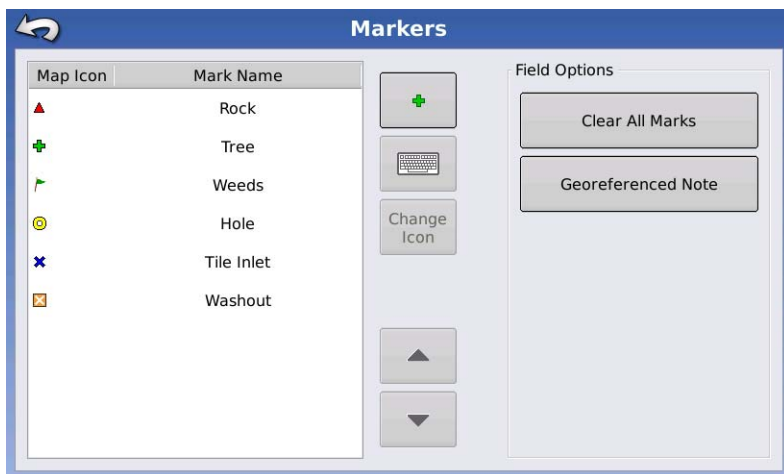 Markers
Map Icon Mark Name
Rock
Tree
Weeds
Hole
Tile Inlet
Washout
Change
Icon
Field Options
Clear All Marks
Georeferenced Note